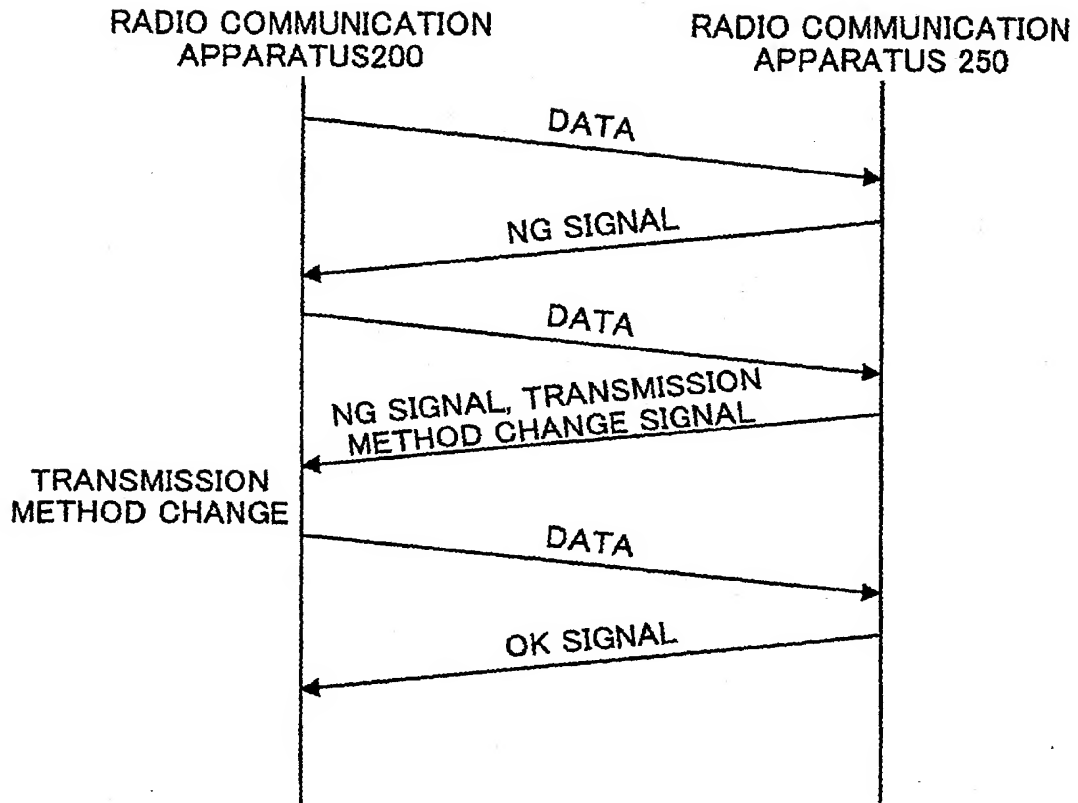 RADIO COMMUNICATION
APPARATUS200
RADIO COMMUNICATION
APPARATUS 250
DATA
NG SIGNAL
DATA
NG SIGNAL, TRANSMISSION
METHOD CHANGE SIGNAL
TRANSMISSION
METHOD CHANGE
DATA
OK SIGNAL